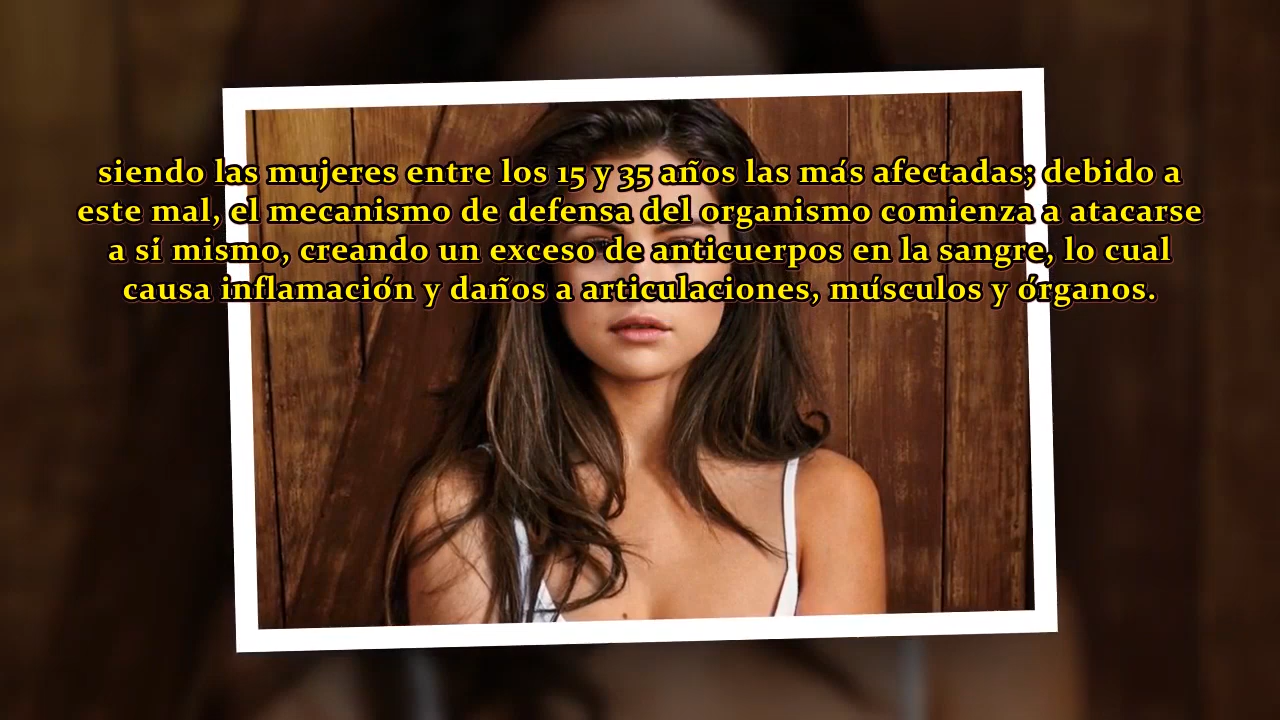 siendo las mujeres entre los 15 y 35 años las más afectadas; debido a
este mal, el mecanismo de defensa del organismo comienza a atacarse
a sí mismo, creando un exceso de anticuerpos en la sangre, lo cual
causa inflamación y daños a articulaciones, músculos y órganos.